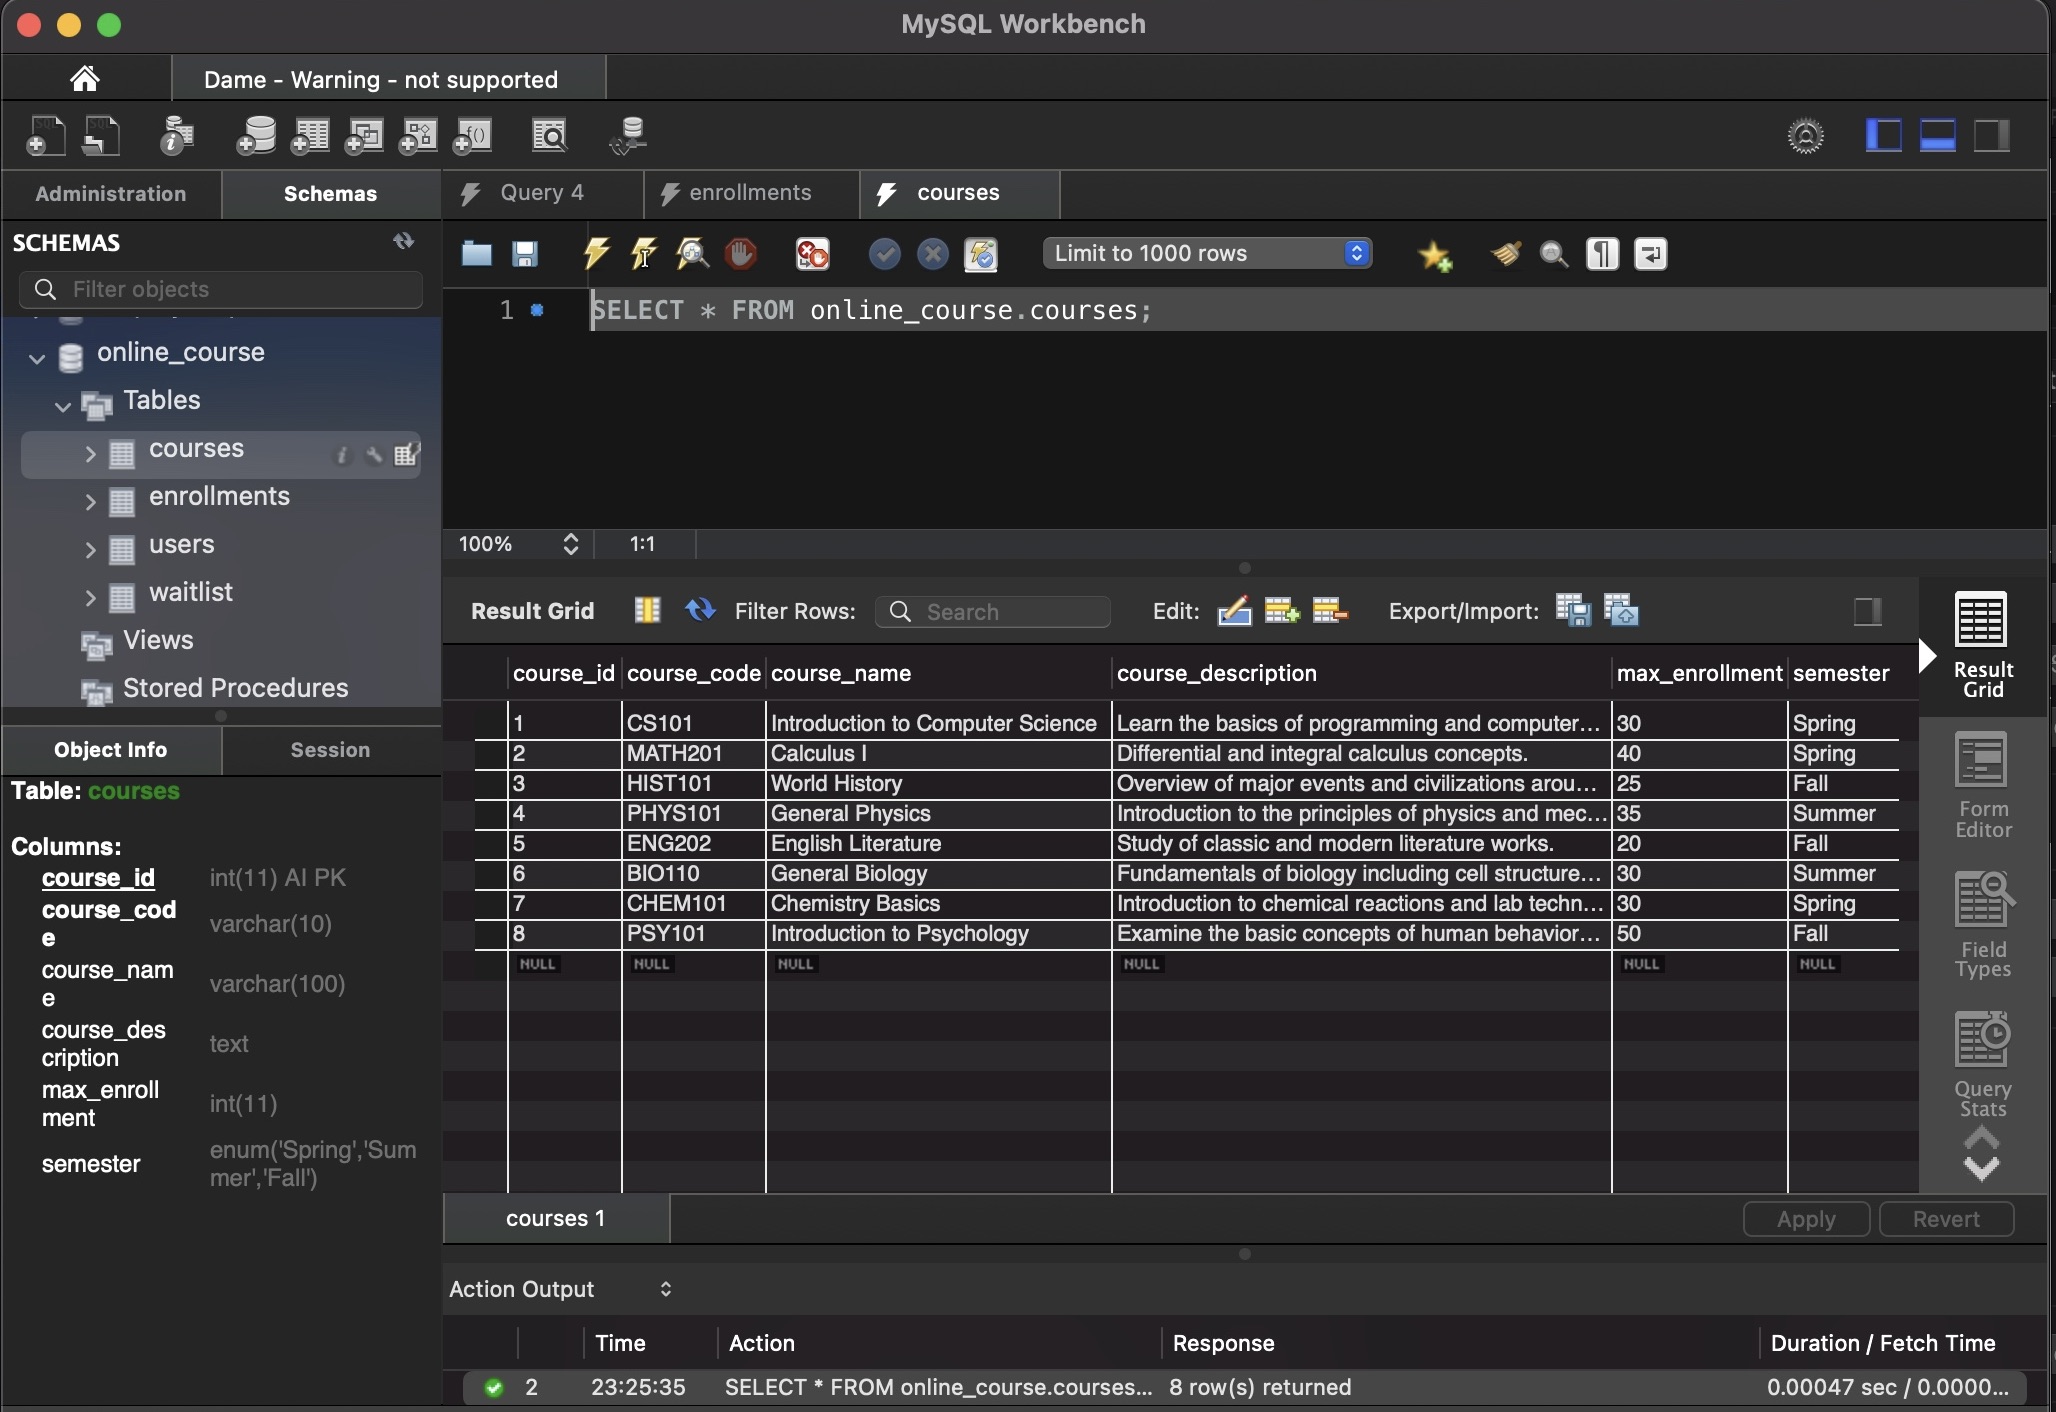 MySQL Workbench
Dame - Warning - not supported
Administration
Schemas
Query 4
enrollments
courses
SCHEMAS
Filter objects
Limit to 1000 rows
1
SELECT * FROM online_course.courses;
online_course
Tables
courses
enrollments
users
waitlist
Views
Stored Procedures
100%
1:1
Result Grid
Filter Rows:
Search
Edit:
Export/Import:
course_id course_code course_name course_description max_enrollment semester
1 CS101 Introduction to Computer Science Learn the basics of programming and computer... 30 Spring
2 MATH201 Calculus I Differential and integral calculus concepts. 40 Spring
3 HIST101 World History Overview of major events and civilizations arou... 25 Fall
4 PHYS101 General Physics Introduction to the principles of physics and mec... 35 Summer
5 ENG202 English Literature Study of classic and modern literature works. 20 Fall
6 BIO110 General Biology Fundamentals of biology including cell structure... 30 Summer
7 CHEM101 Chemistry Basics Introduction to chemical reactions and lab techn... 30 Spring
8 PSY101 Introduction to Psychology Examine the basic concepts of human behavior... 50 Fall
NULL NULL NULL NULL NULL NULL
Result
Grid
Form
Editor
Field
Types
Query
Stats
Object Info
Session
Table: courses
Columns:
course_id int(11) AI PK
course_cod
e
varchar(10)
course_nam
e
varchar(100)
course_des
cription
text
max_enroll
ment
int(11)
semester
enum('Spring','Sum
mer','Fall')
courses 1
Apply
Revert
Action Output
Time Action Response Duration / Fetch Time
2 23:25:35 SELECT * FROM online_course.courses... 8 row(s) returned 0.00047 sec / 0.0000...